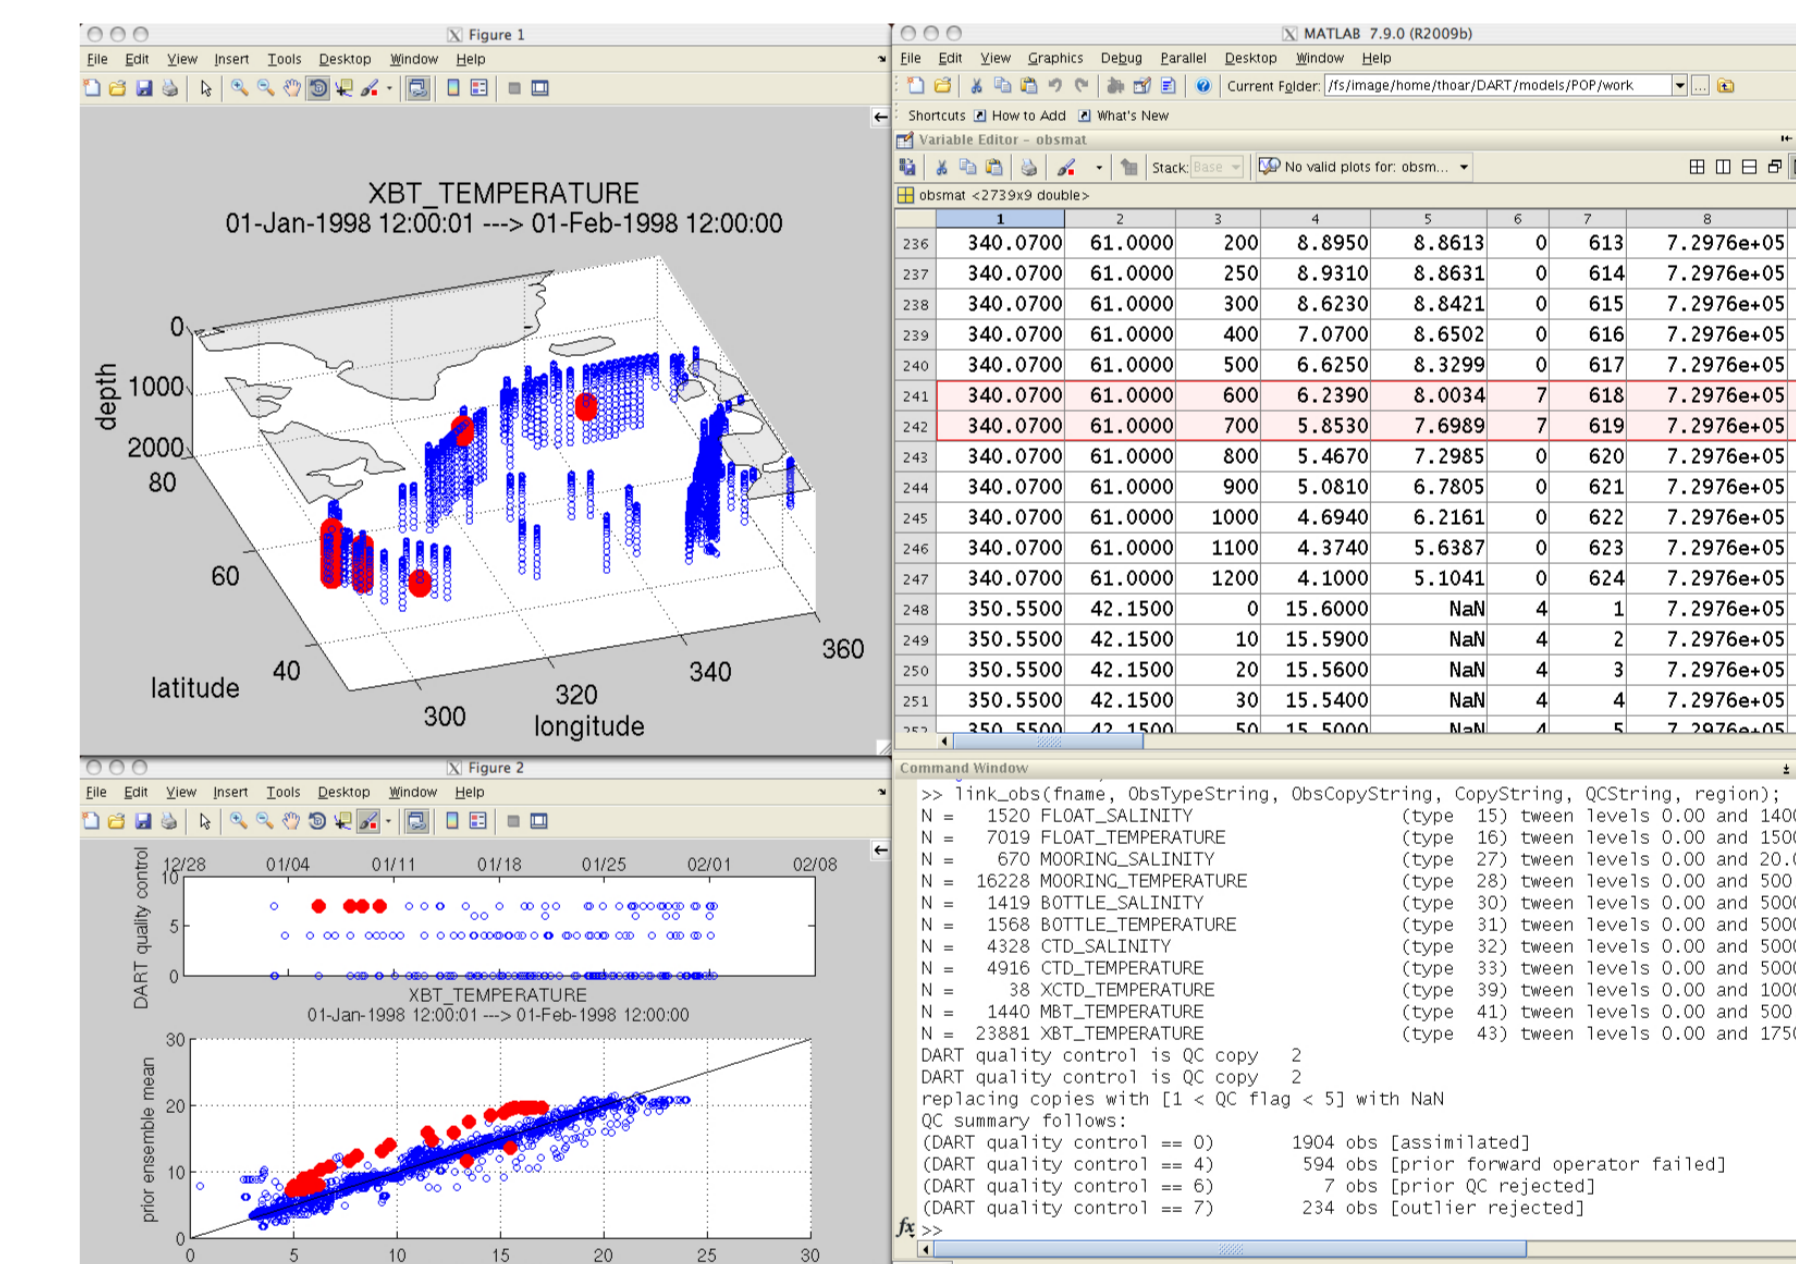 Figure 1
File Edit View Insert Tools Desktop Window Help
XBT_TEMPERATURE
01-Jan-1998 12:00:01 ---> 01-Feb-1998 12:00:00
depth
0
1000
2000
80
60
40
latitude
300
320
340
360
longitude
MATLAB 7.9.0 (R2009b)
File Edit View Graphics Debug Parallel Desktop Window Help
Current Folder: /fs/image/home/thoar/DART/models/POP/work
Shortcuts How to Add What's New
Variable Editor - obsmat
Stack: Base No valid plots for: obsm...
obsmat <2739x9 double>
1 2 3 4 5 6 7 8
236 340.0700 61.0000 200 8.8950 8.8613 0 613 7.2976e+05
237 340.0700 61.0000 250 8.9310 8.8631 0 614 7.2976e+05
238 340.0700 61.0000 300 8.6230 8.8421 0 615 7.2976e+05
239 340.0700 61.0000 400 7.0700 8.6502 0 616 7.2976e+05
240 340.0700 61.0000 500 6.6250 8.3299 0 617 7.2976e+05
241 340.0700 61.0000 600 6.2390 8.0034 7 618 7.2976e+05
242 340.0700 61.0000 700 5.8530 7.6989 7 619 7.2976e+05
243 340.0700 61.0000 800 5.4670 7.2985 0 620 7.2976e+05
244 340.0700 61.0000 900 5.0810 6.7805 0 621 7.2976e+05
245 340.0700 61.0000 1000 4.6940 6.2161 0 622 7.2976e+05
246 340.0700 61.0000 1100 4.3740 5.6387 0 623 7.2976e+05
247 340.0700 61.0000 1200 4.1000 5.1041 0 624 7.2976e+05
248 350.5500 42.1500 0 15.6000 NaN 4 1 7.2976e+05
249 350.5500 42.1500 10 15.5900 NaN 4 2 7.2976e+05
250 350.5500 42.1500 20 15.5600 NaN 4 3 7.2976e+05
251 350.5500 42.1500 30 15.5400 NaN 4 4 7.2976e+05
252 350.5500 42.1500 50 15.5000 NaN 4 5 7.2976e+05
Figure 2
File Edit View Insert Tools Desktop Window Help
12/28 01/04 01/11 01/18 01/25 02/01 02/08
DART quality control
10
5
0
XBT_TEMPERATURE
01-Jan-1998 12:00:01 ---> 01-Feb-1998 12:00:00
prior ensemble mean
30
20
10
0
0 5 10 15 20 25 30
Command Window
>> link_obs(fname, ObsTypeString, ObsCopyString, CopyString, QCString, region);
N = 1520 FLOAT_SALINITY (type 15) tween levels 0.00 and 1400
N = 7019 FLOAT_TEMPERATURE (type 16) tween levels 0.00 and 1500
N = 670 MOORING_SALINITY (type 27) tween levels 0.00 and 20.0
N = 16228 MOORING_TEMPERATURE (type 28) tween levels 0.00 and 500
N = 1419 BOTTLE_SALINITY (type 30) tween levels 0.00 and 5000
N = 1568 BOTTLE_TEMPERATURE (type 31) tween levels 0.00 and 5000
N = 4328 CTD_SALINITY (type 32) tween levels 0.00 and 5000
N = 4916 CTD_TEMPERATURE (type 33) tween levels 0.00 and 5000
N = 38 XCTD_TEMPERATURE (type 39) tween levels 0.00 and 1000
N = 1440 MBT_TEMPERATURE (type 41) tween levels 0.00 and 500
N = 23881 XBT_TEMPERATURE (type 43) tween levels 0.00 and 1750
DART quality control is QC copy 2
DART quality control is QC copy 2
replacing copies with [1 < QC flag < 5] with NaN
QC summary follows:
(DART quality control == 0) 1904 obs [assimilated]
(DART quality control == 4) 594 obs [prior forward operator failed]
(DART quality control == 6) 7 obs [prior QC rejected]
(DART quality control == 7) 234 obs [outlier rejected]
fx >>